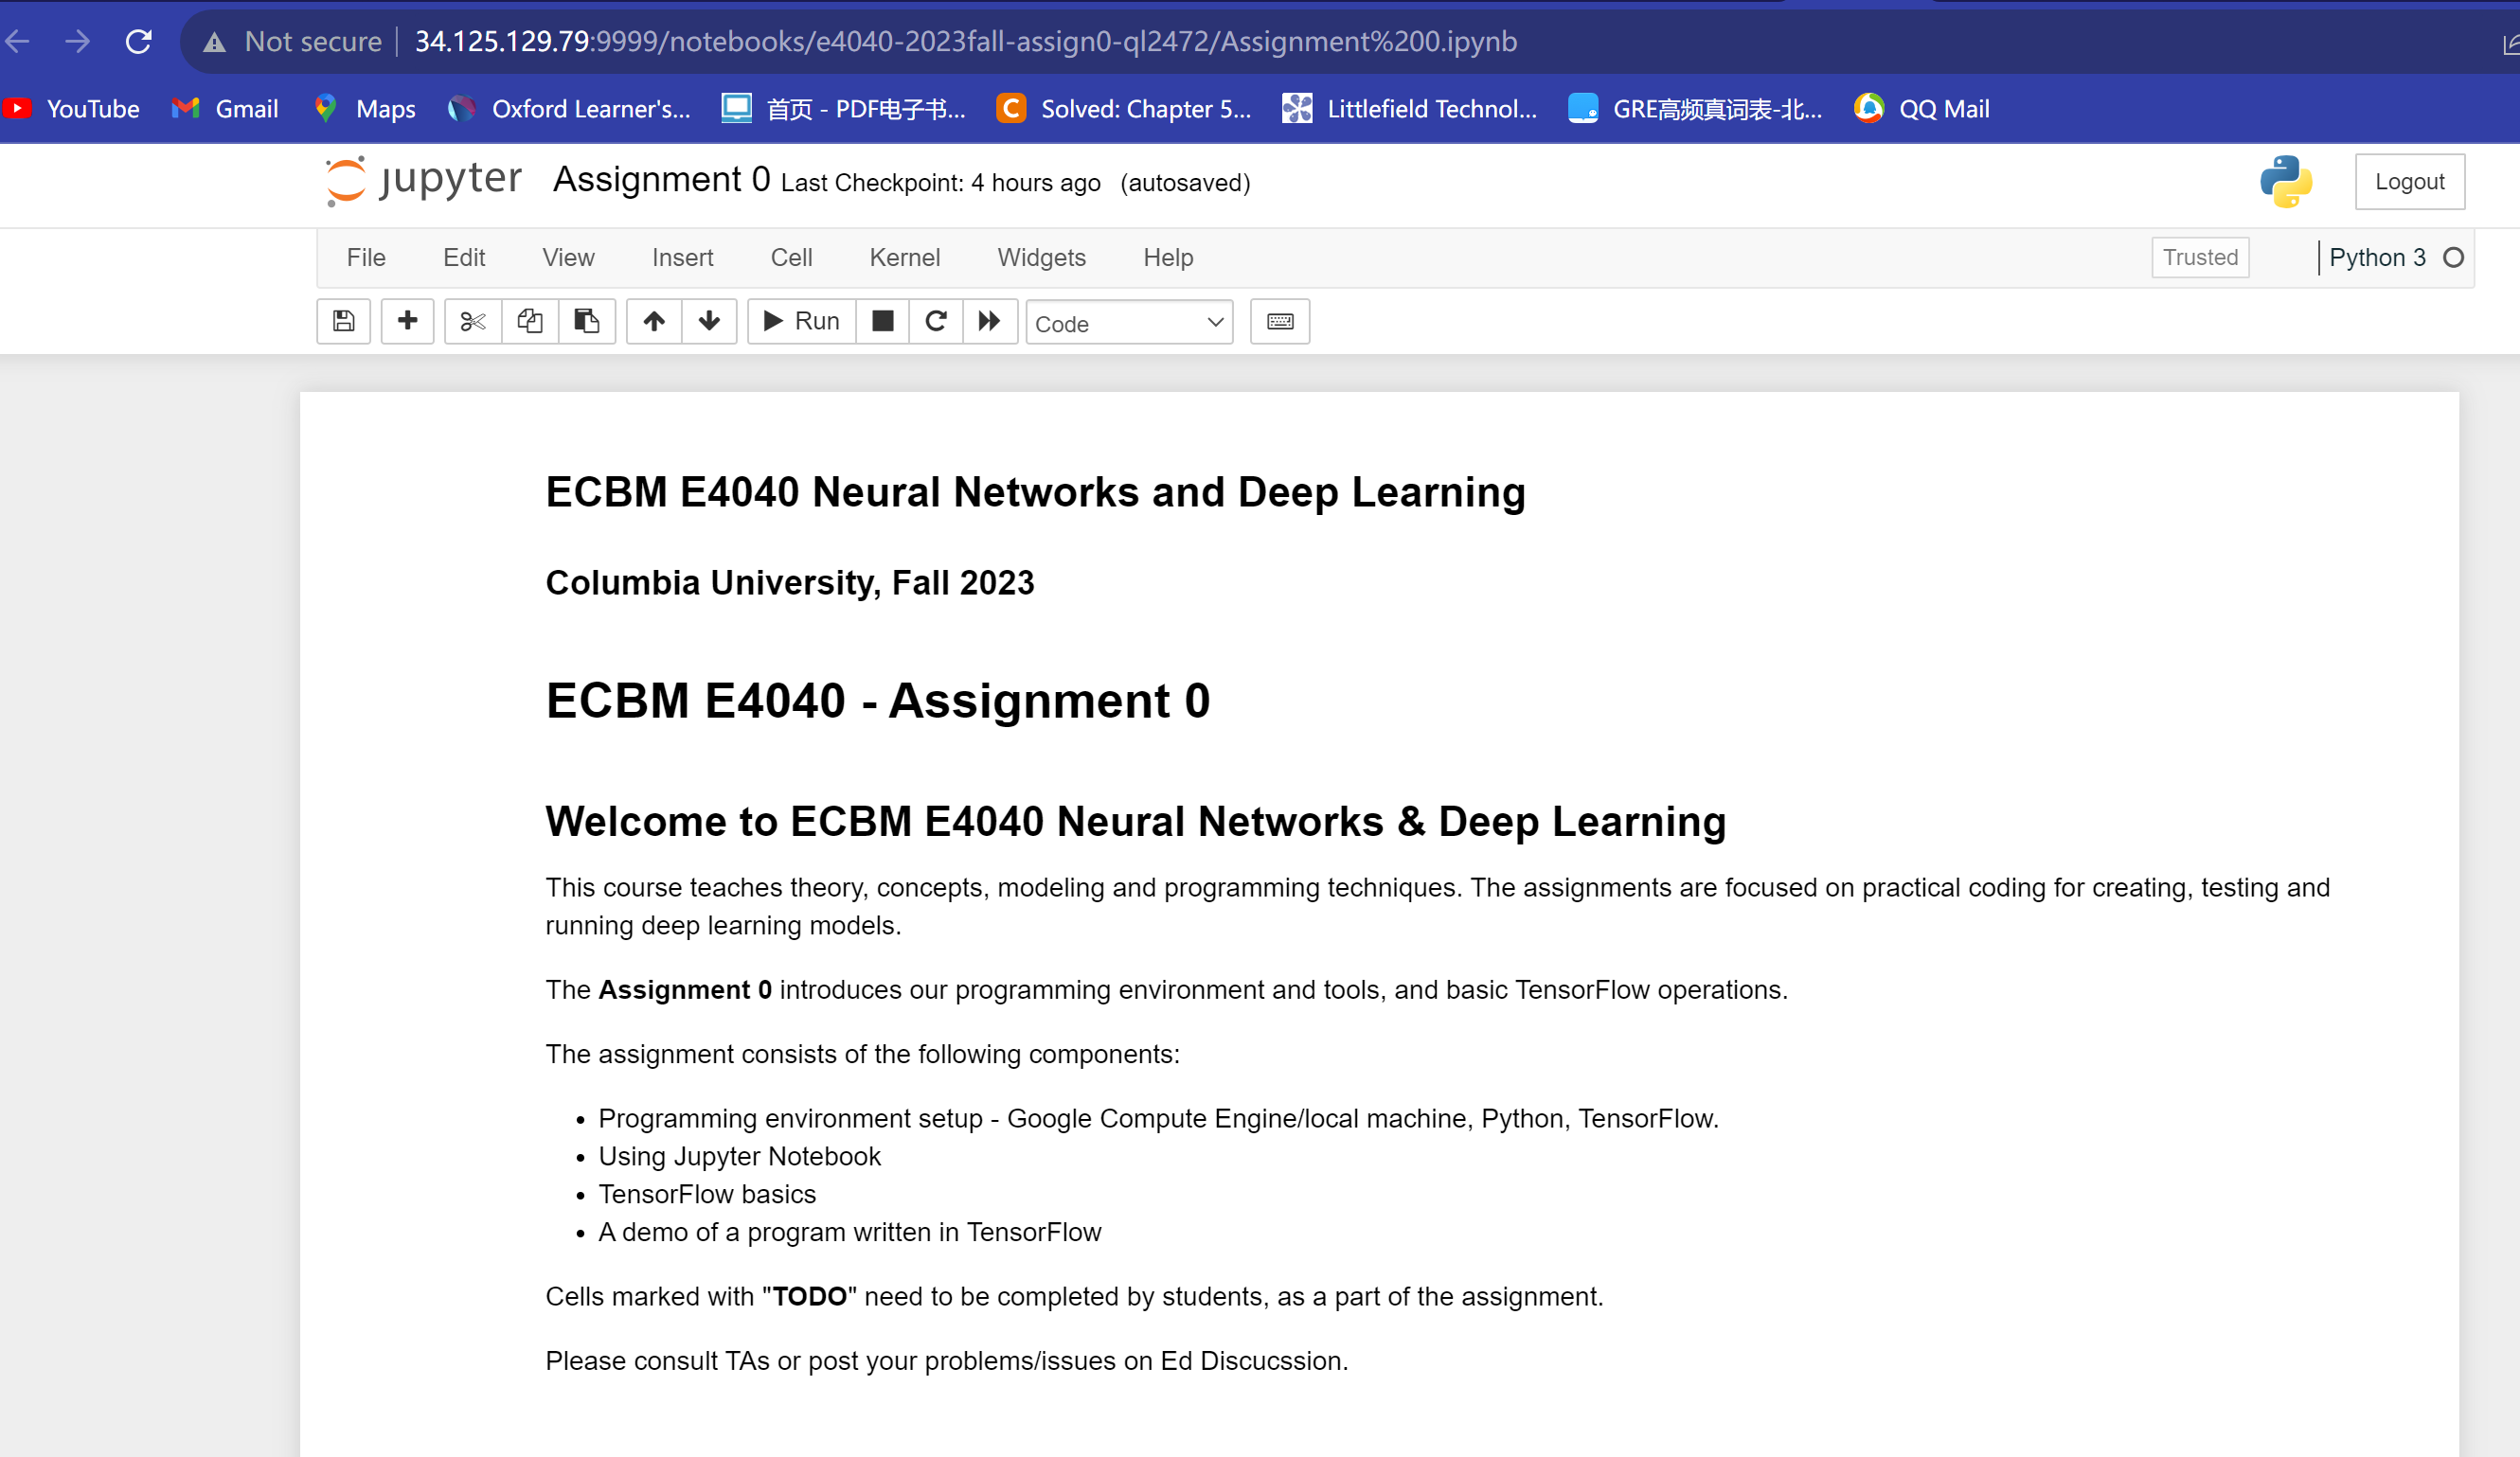 Not secure 34.125.129.79:9999/notebooks/e4040-2023fall-assign0-ql2472/Assignment%200.ipynb
YouTube Gmail Maps Oxford Learner's... 首页 - PDF电子书... Solved: Chapter 5... Littlefield Technol... GRE高频真词表-北... QQ Mail
jupyter Assignment 0 Last Checkpoint: 4 hours ago (autosaved) Logout
File Edit View Insert Cell Kernel Widgets Help Trusted Python 3
Run Code
ECBM E4040 Neural Networks and Deep Learning
Columbia University, Fall 2023
ECBM E4040 - Assignment 0
Welcome to ECBM E4040 Neural Networks & Deep Learning
This course teaches theory, concepts, modeling and programming techniques. The assignments are focused on practical coding for creating, testing and
running deep learning models.
The Assignment 0 introduces our programming environment and tools, and basic TensorFlow operations.
The assignment consists of the following components:
• Programming environment setup - Google Compute Engine/local machine, Python, TensorFlow.
• Using Jupyter Notebook
• TensorFlow basics
• A demo of a program written in TensorFlow
Cells marked with "TODO" need to be completed by students, as a part of the assignment.
Please consult TAs or post your problems/issues on Ed Discucssion.